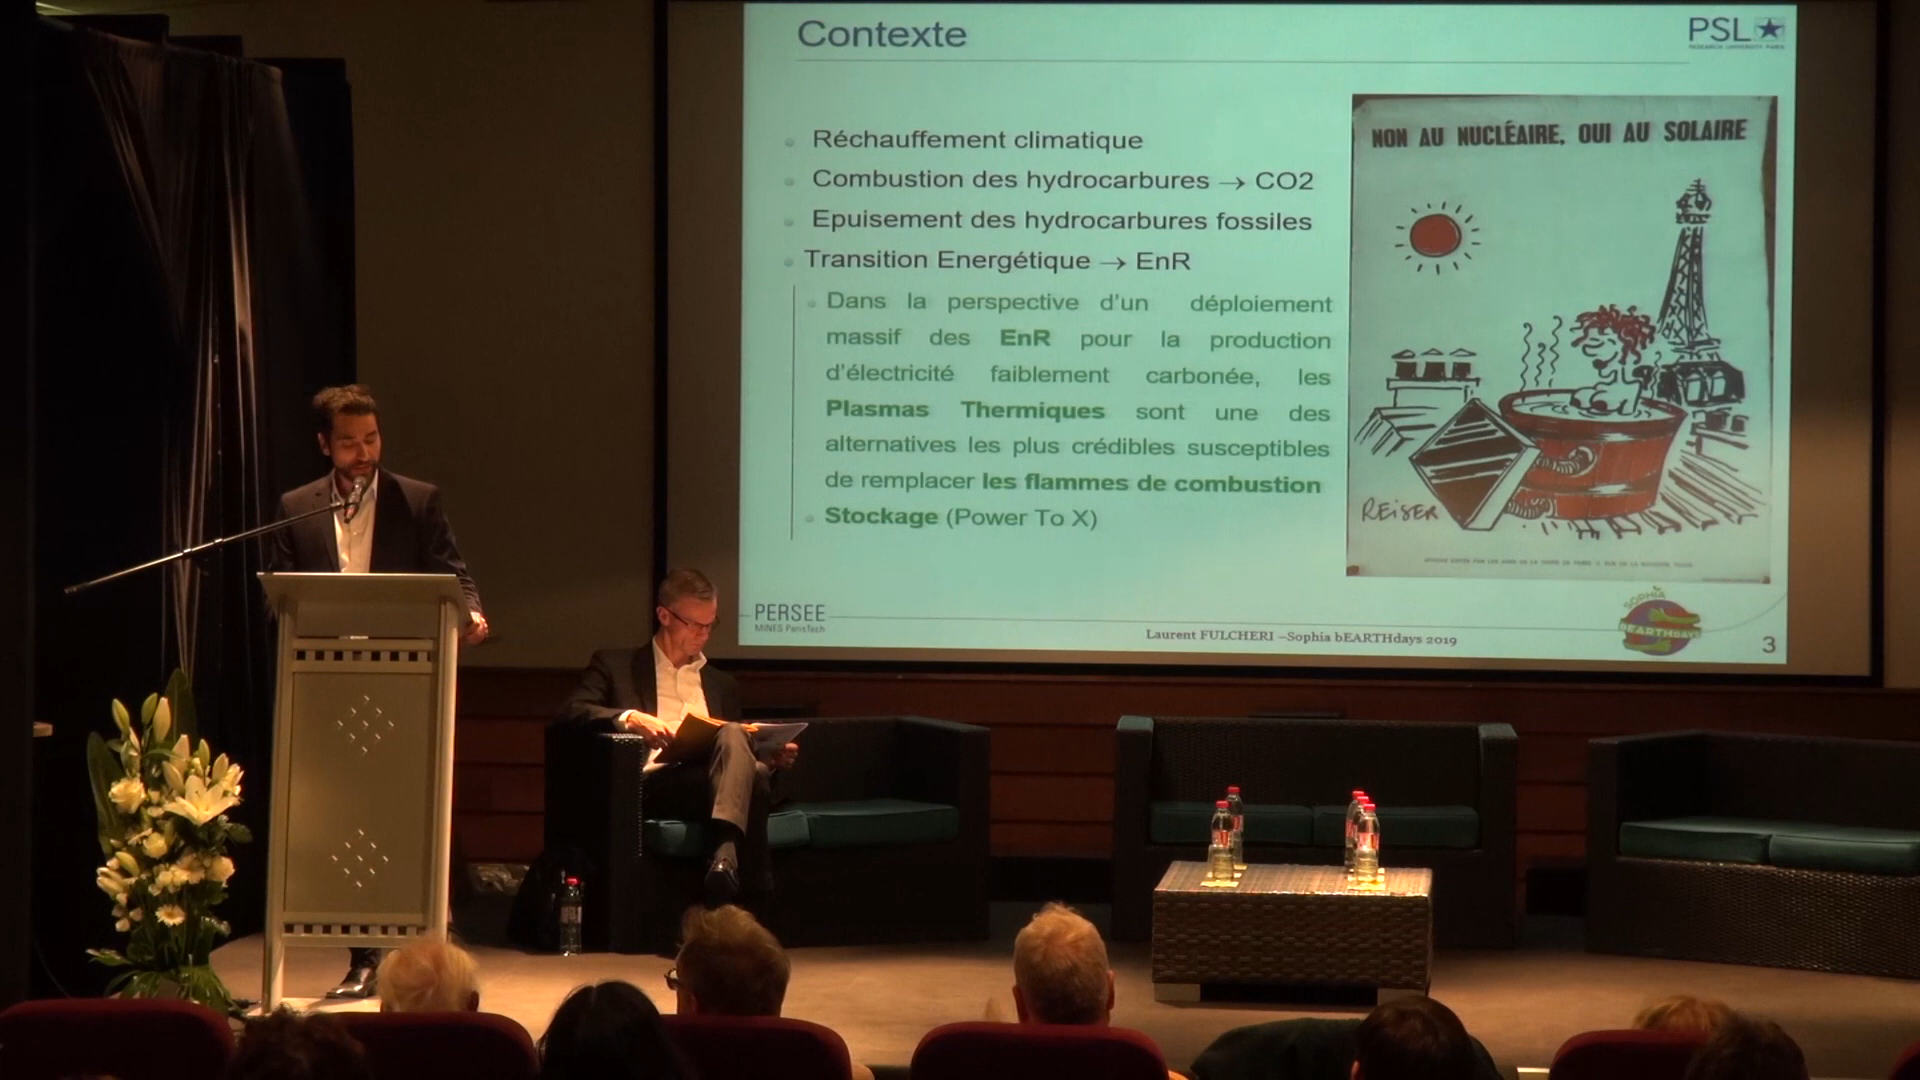 Contexte
PSL
RESEARCH UNIVERSITY PARIS
Réchauffement climatique
Combustion des hydrocarbures → CO2
Epuisement des hydrocarbures fossiles
Transition Energétique → EnR
Dans la perspective d'un déploiement
massif des EnR pour la production
d'électricité faiblement carbonée, les
Plasmas Thermiques sont une des
alternatives les plus crédibles susceptibles
de remplacer les flammes de combustion
Stockage (Power To X)
NON AU NUCLÉAIRE, OUI AU SOLAIRE
REISER
PERSEE
MINES ParisTech
Laurent FULCHERI –Sophia bEARTHdays 2019
SOPHIA
bEARTHdays
3